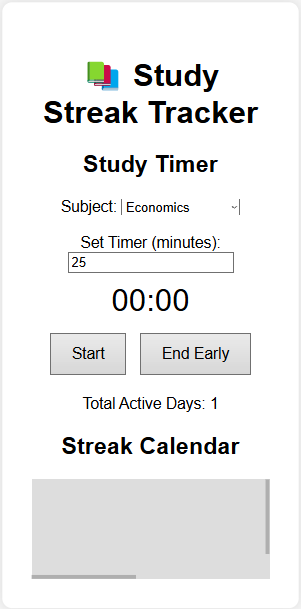 📚 Study
Streak Tracker
Study Timer
Subject: Economics
Set Timer (minutes):
25
00:00
Start End Early
Total Active Days: 1
Streak Calendar